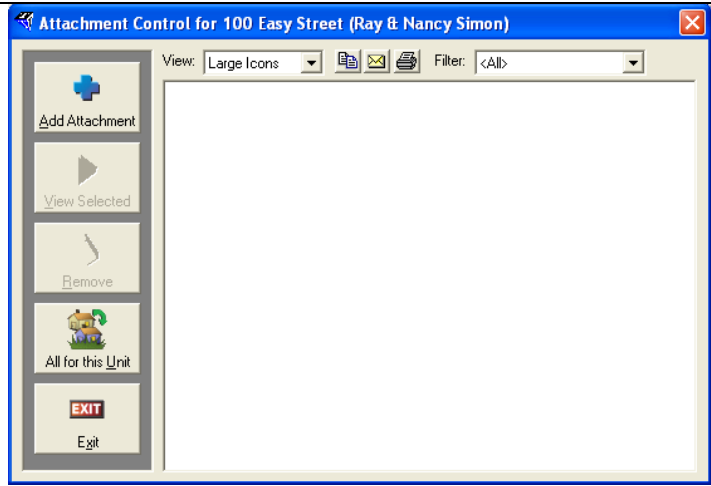 Attachment Control for 100 Easy Street (Ray & Nancy Simon)
View: Large Icons Filter: <All>
Add Attachment
View Selected
Remove
All for this Unit
EXIT
Exit